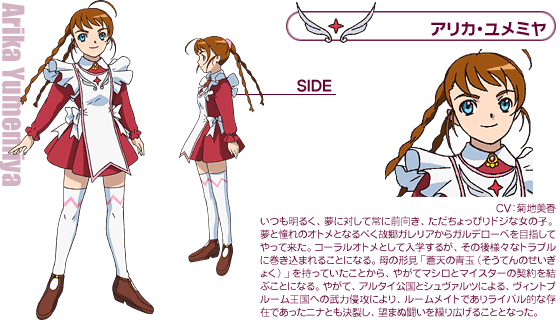 Arika Yumemiya
アリカ・ユメミヤ
SIDE
CV:菊地美香
いつも明るく、夢に対して常に前向き、ただちょっぴりドジな女の子。
夢と憧れのオトメとなるべく故郷ガレリアからガルデローベを目指して
やって来た。コーラルオトメとして入学するが、その後様々なトラブル
に巻き込まれることになる。母の形見「蒼天の青玉(そうてんのせいぎ
ょく)」を持っていたことから、やがてマシロとマイスターの契約を結
ぶことになる。やがて、アルタイ公国とシュヴァルツによる、ヴィント
ブルーム王国への武力侵攻により、ルームメイトでありライバル的な存
在であったニナとも決裂し、望まぬ闘いを繰り広げることとなった。